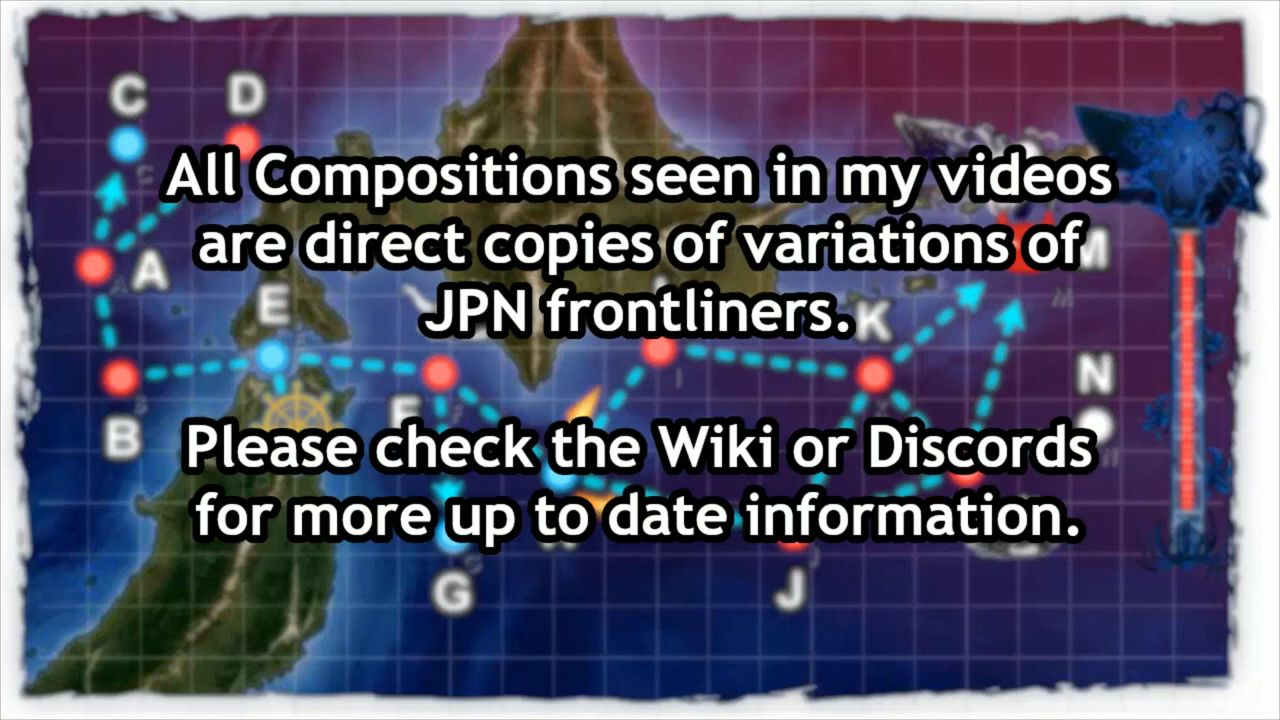 C D
All Compositions seen in my videos
are direct copies of variations of
JPN frontliners.
A
M
E
K
N
F
B
Please check the Wiki or Discords
for more up to date information.
G
J